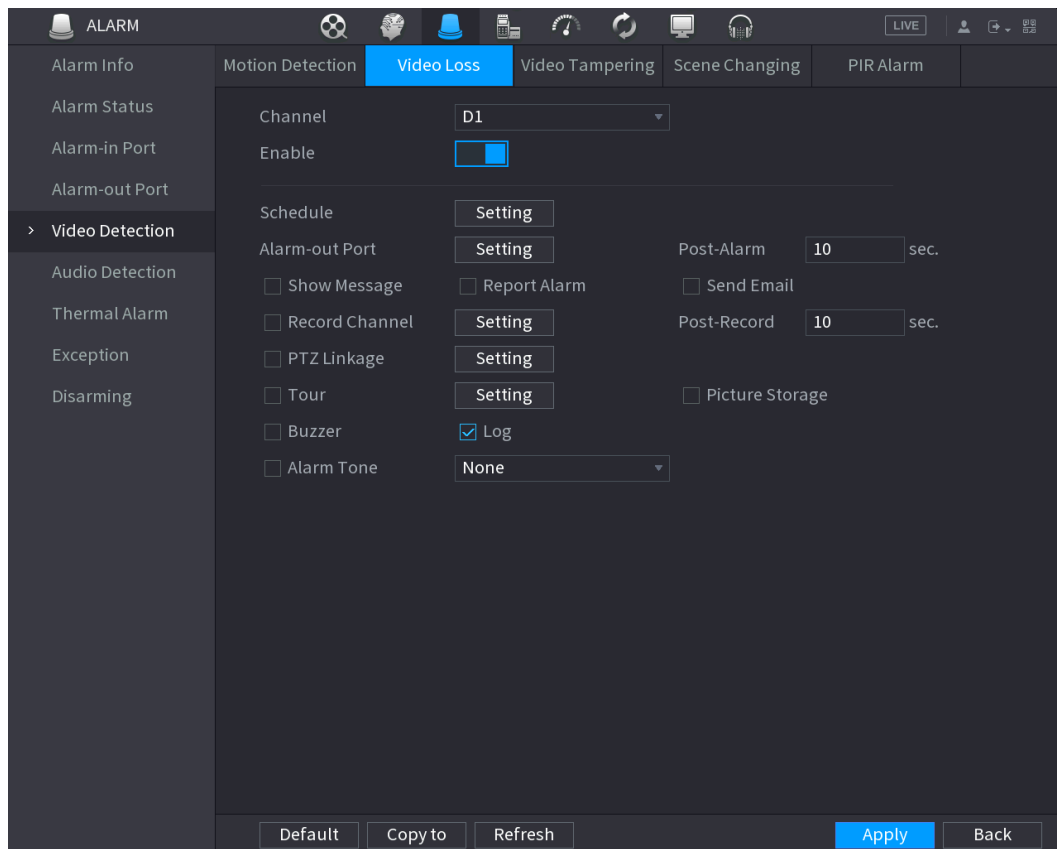 ALARM LIVE
Alarm Info
Alarm Status
Alarm-in Port
Alarm-out Port
> Video Detection
Audio Detection
Thermal Alarm
Exception
Disarming
Motion Detection Video Loss Video Tampering Scene Changing PIR Alarm
Channel D1
Enable
Schedule Setting
Alarm-out Port Setting Post-Alarm 10 sec.
Show Message Report Alarm Send Email
Record Channel Setting Post-Record 10 sec.
PTZ Linkage Setting
Tour Setting Picture Storage
Buzzer Log
Alarm Tone None
Default Copy to Refresh Apply Back